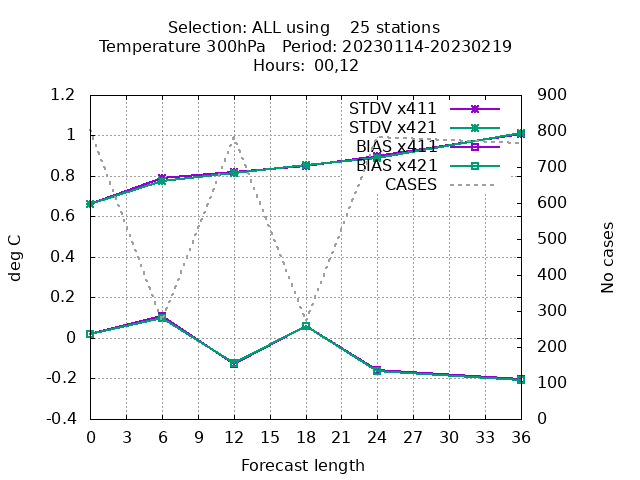 Selection: ALL using    25 stations
Temperature 300hPa   Period: 20230114-20230219
Hours:  00,12
1.2
1
0.8
0.6
0.4
0.2
0
-0.2
-0.4
deg C
STDV x411
STDV x421
BIAS x411
BIAS x421
CASES
900
800
700
600
500
400
300
200
100
0
No cases
0 3 6 9 12 15 18 21 24 27 30 33 36
Forecast length